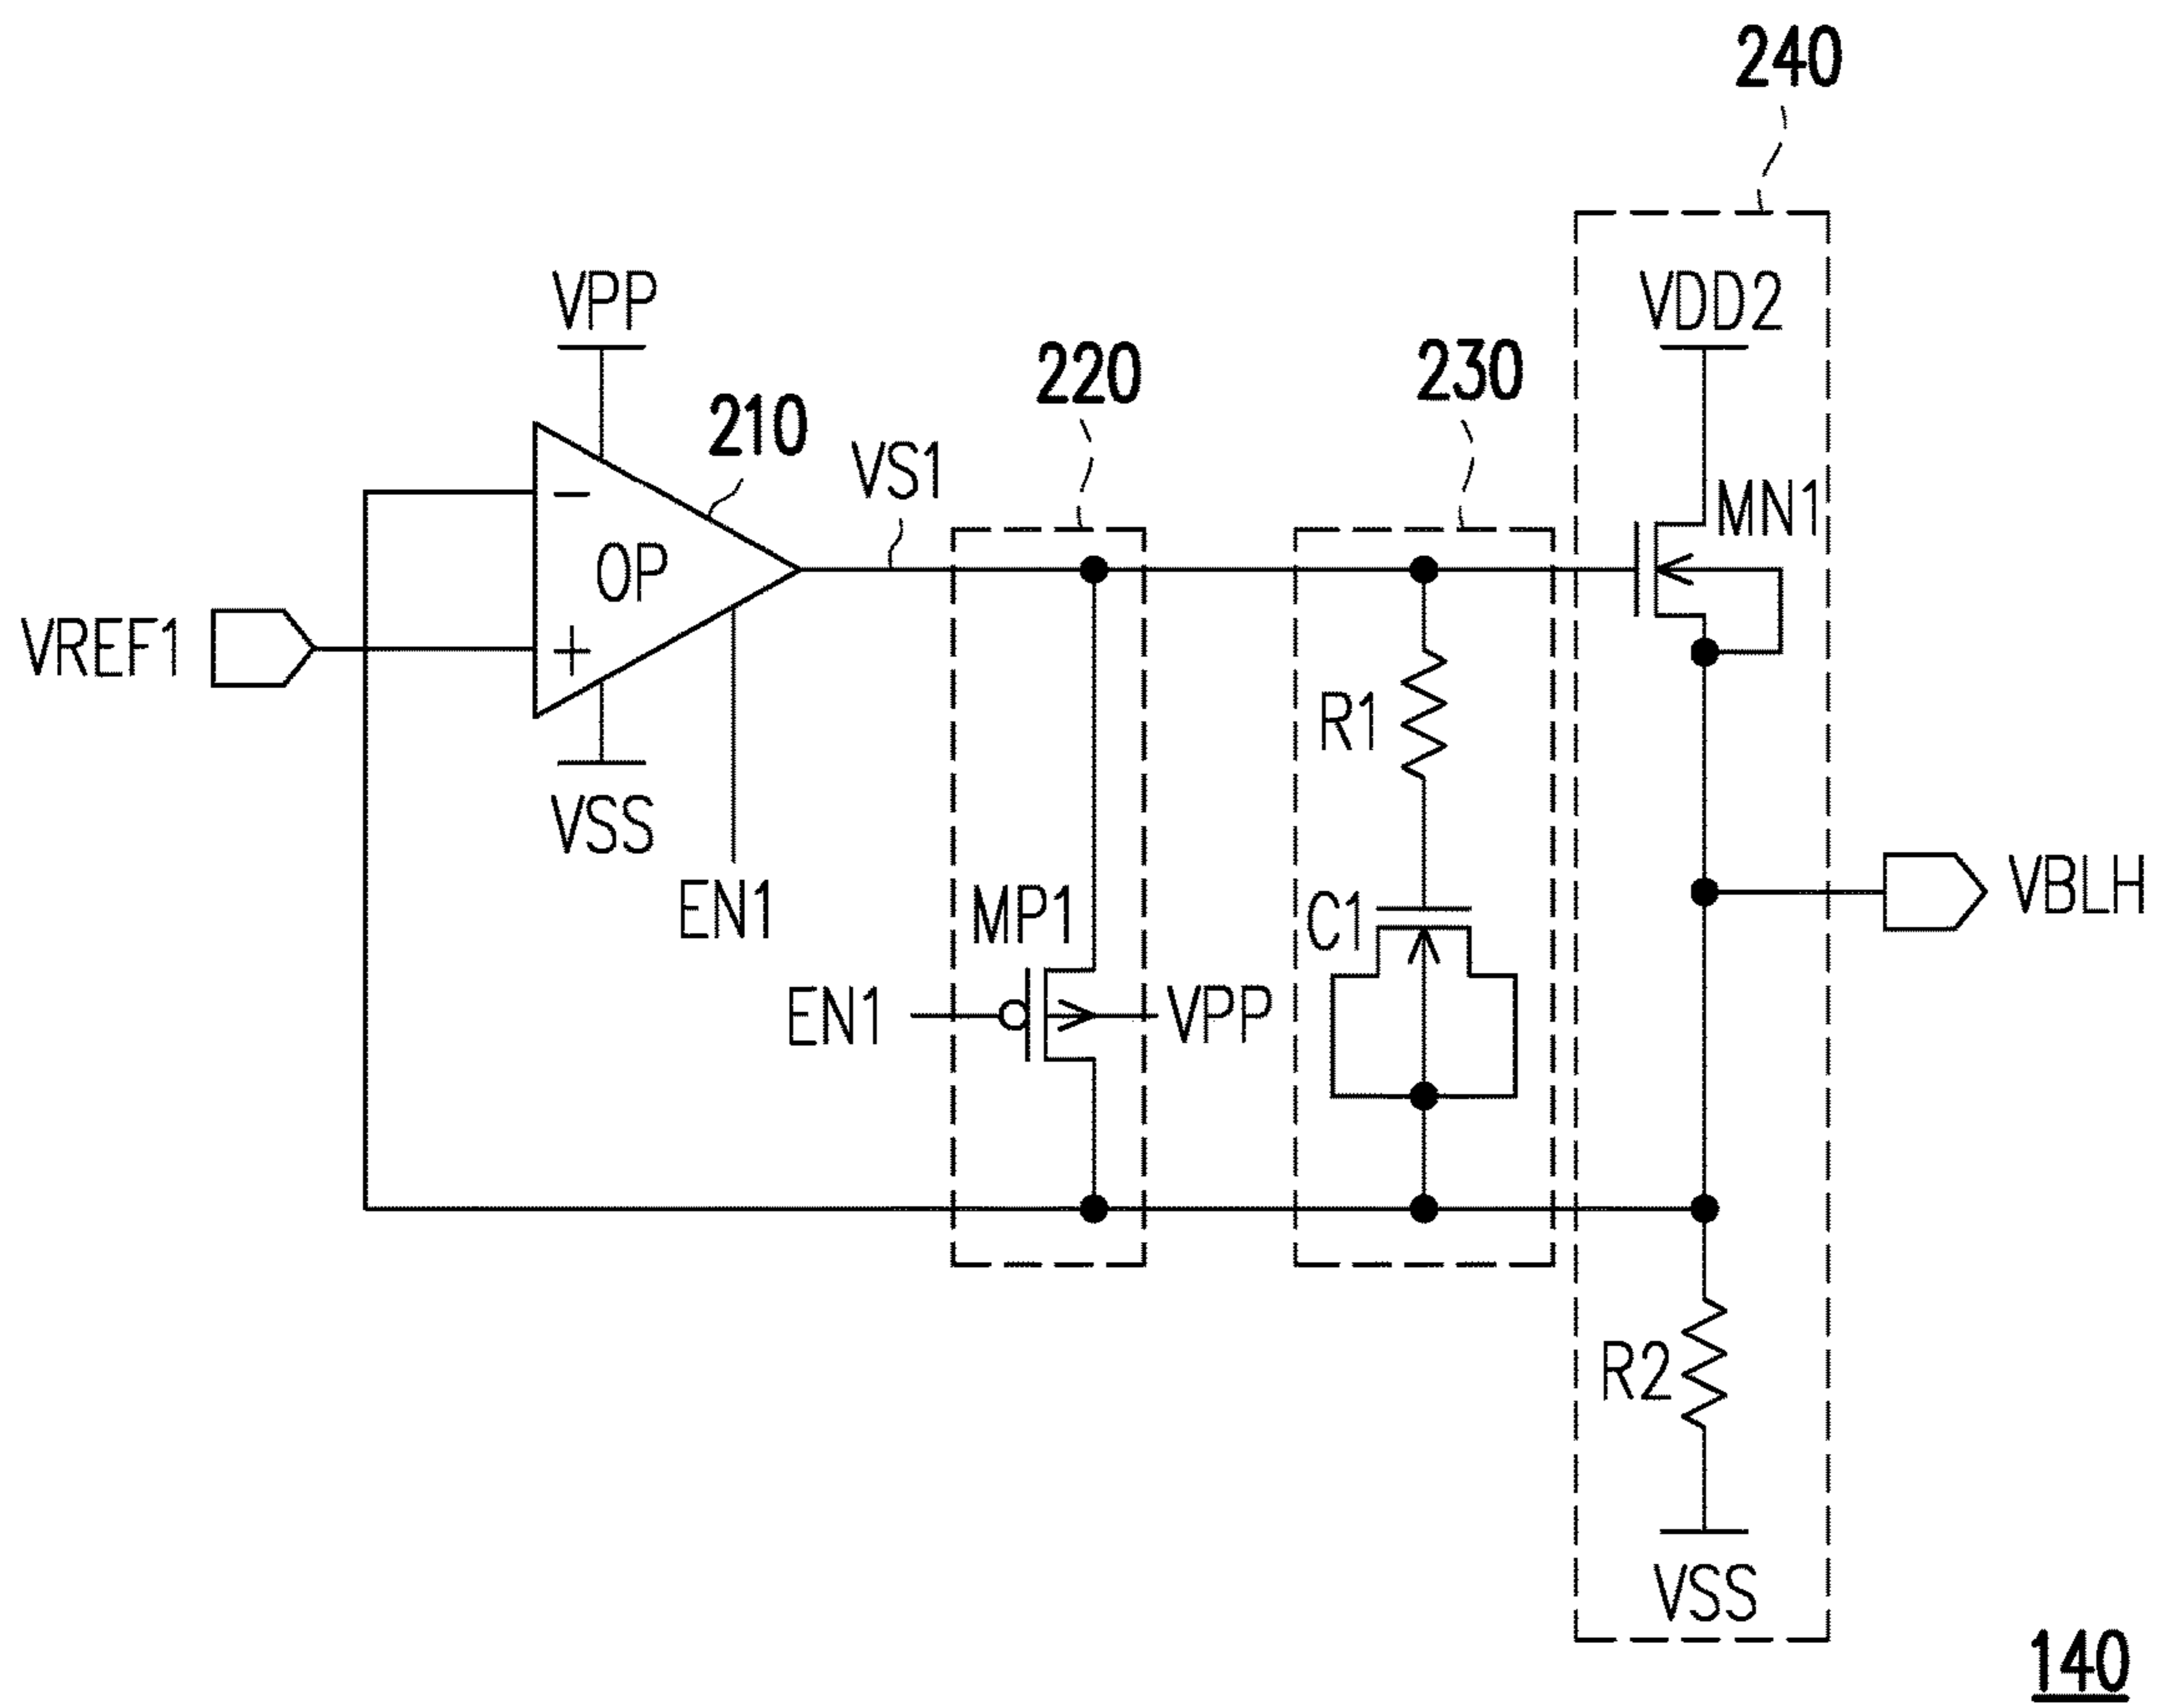 240
VPP
VDD2
220
230
210
VS1
MN1
−
OP
VREF1
+
R1
VSS
EN1
MP1
C1
VBLH
EN1
VPP
R2
VSS
140